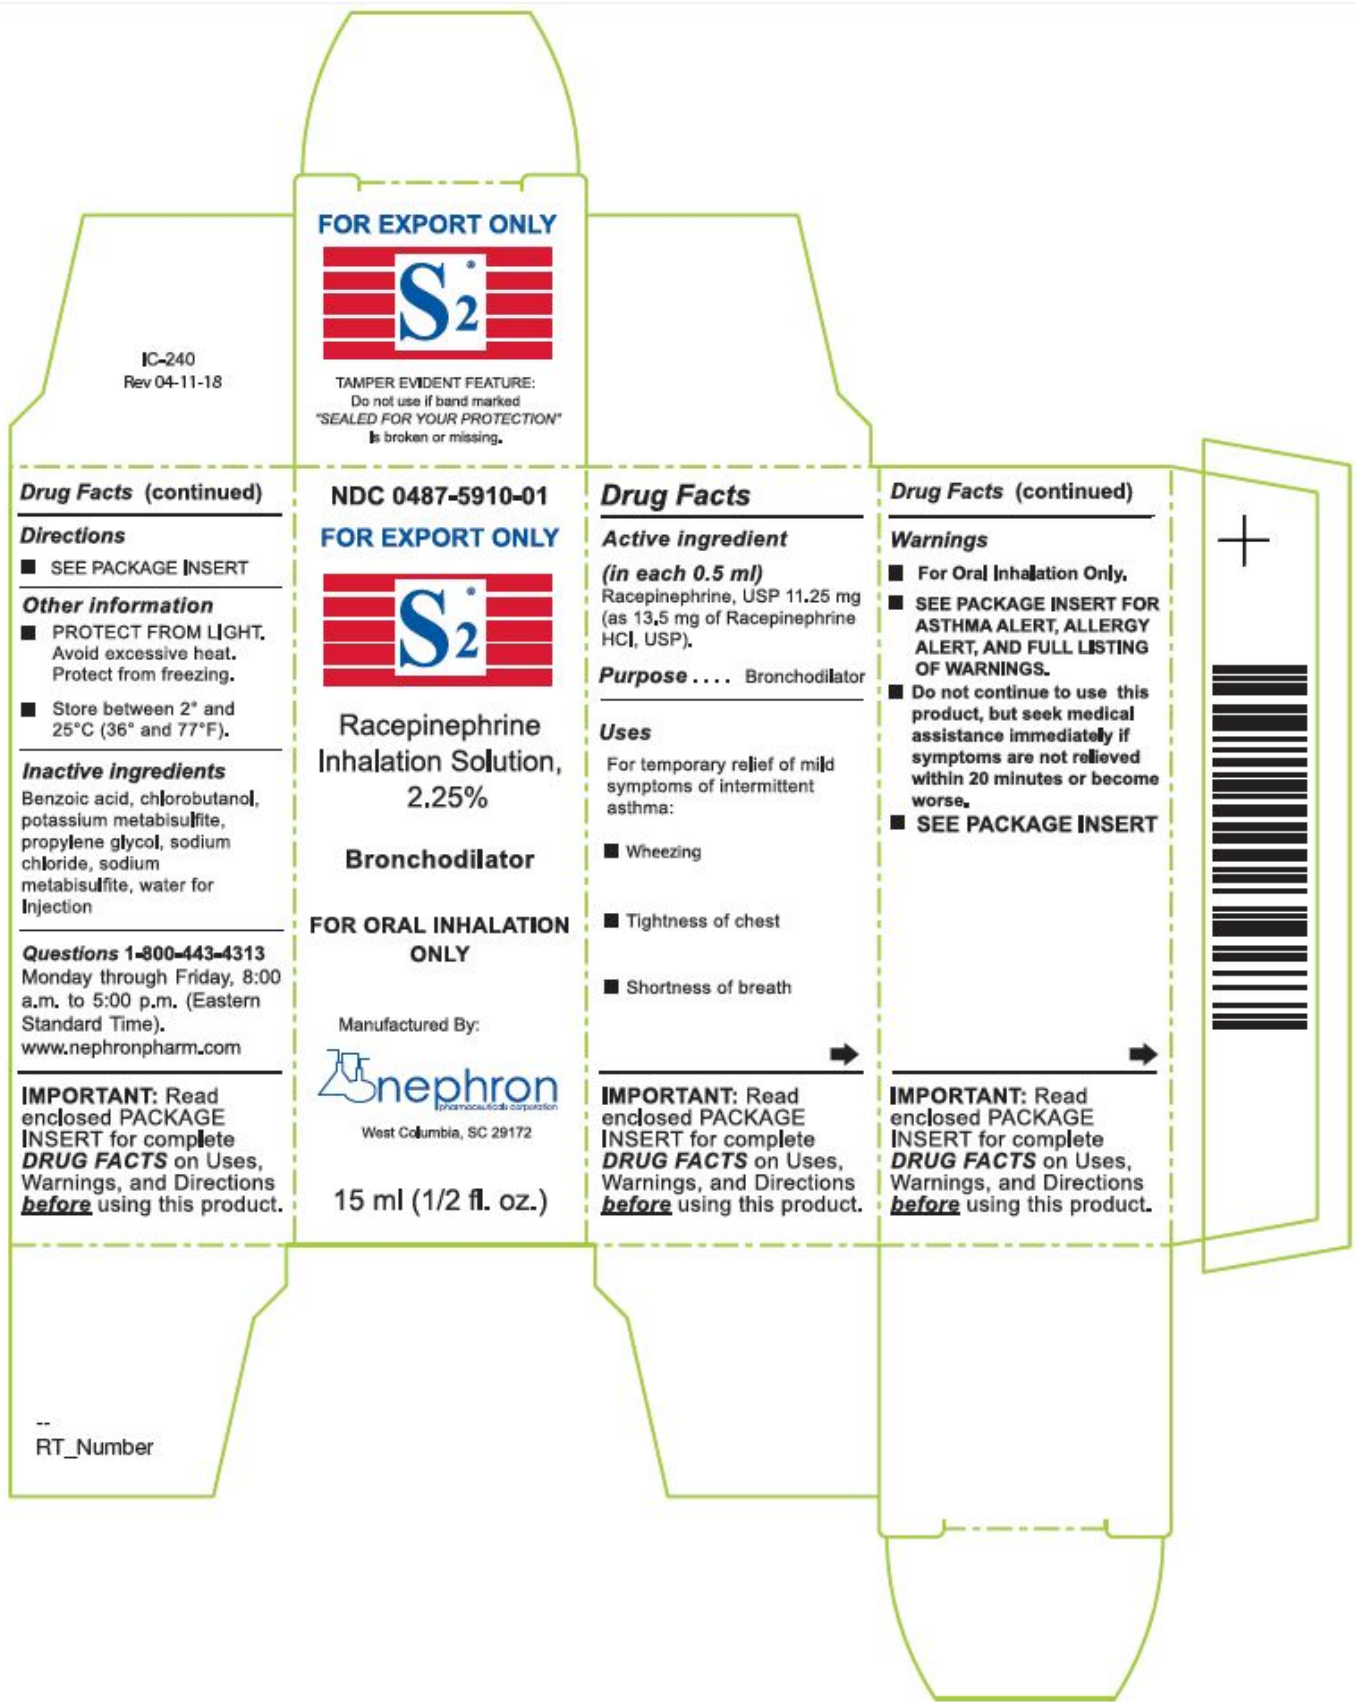 FOR EXPORT ONLY
S2®
TAMPER EVIDENT FEATURE:
Do not use if band marked
"SEALED FOR YOUR PROTECTION"
Is broken or missing.
IC-240
Rev 04-11-18
Drug Facts (continued)
Directions
■ SEE PACKAGE INSERT
Other information
■ PROTECT FROM LIGHT.
Avoid excessive heat.
Protect from freezing.
■ Store between 2° and
25°C (36° and 77°F).
Inactive ingredients
Benzoic acid, chlorobutanol,
potassium metabisulfite,
propylene glycol, sodium
chloride, sodium
metabisulfite, water for
Injection
Questions 1-800-443-4313
Monday through Friday, 8:00
a.m. to 5:00 p.m. (Eastern
Standard Time).
www.nephronpharm.com
IMPORTANT: Read
enclosed PACKAGE
INSERT for complete
DRUG FACTS on Uses,
Warnings, and Directions
before using this product.
NDC 0487-5910-01
FOR EXPORT ONLY
S2®
Racepinephrine
Inhalation Solution,
2.25%
Bronchodilator
FOR ORAL INHALATION
ONLY
Manufactured By:
nephron
pharmaceuticals corporation
West Columbia, SC 29172
15 ml (1/2 fl. oz.)
Drug Facts
Active ingredient
(in each 0.5 ml)
Racepinephrine, USP 11.25 mg
(as 13.5 mg of Racepinephrine
HCl, USP).
Purpose .... Bronchodilator
Uses
For temporary relief of mild
symptoms of intermittent
asthma:
■ Wheezing
■ Tightness of chest
■ Shortness of breath
IMPORTANT: Read
enclosed PACKAGE
INSERT for complete
DRUG FACTS on Uses,
Warnings, and Directions
before using this product.
Drug Facts (continued)
Warnings
■ For Oral Inhalation Only.
■ SEE PACKAGE INSERT FOR
ASTHMA ALERT, ALLERGY
ALERT, AND FULL LISTING
OF WARNINGS.
■ Do not continue to use this
product, but seek medical
assistance immediately if
symptoms are not relieved
within 20 minutes or become
worse.
■ SEE PACKAGE INSERT
IMPORTANT: Read
enclosed PACKAGE
INSERT for complete
DRUG FACTS on Uses,
Warnings, and Directions
before using this product.
--
RT_Number